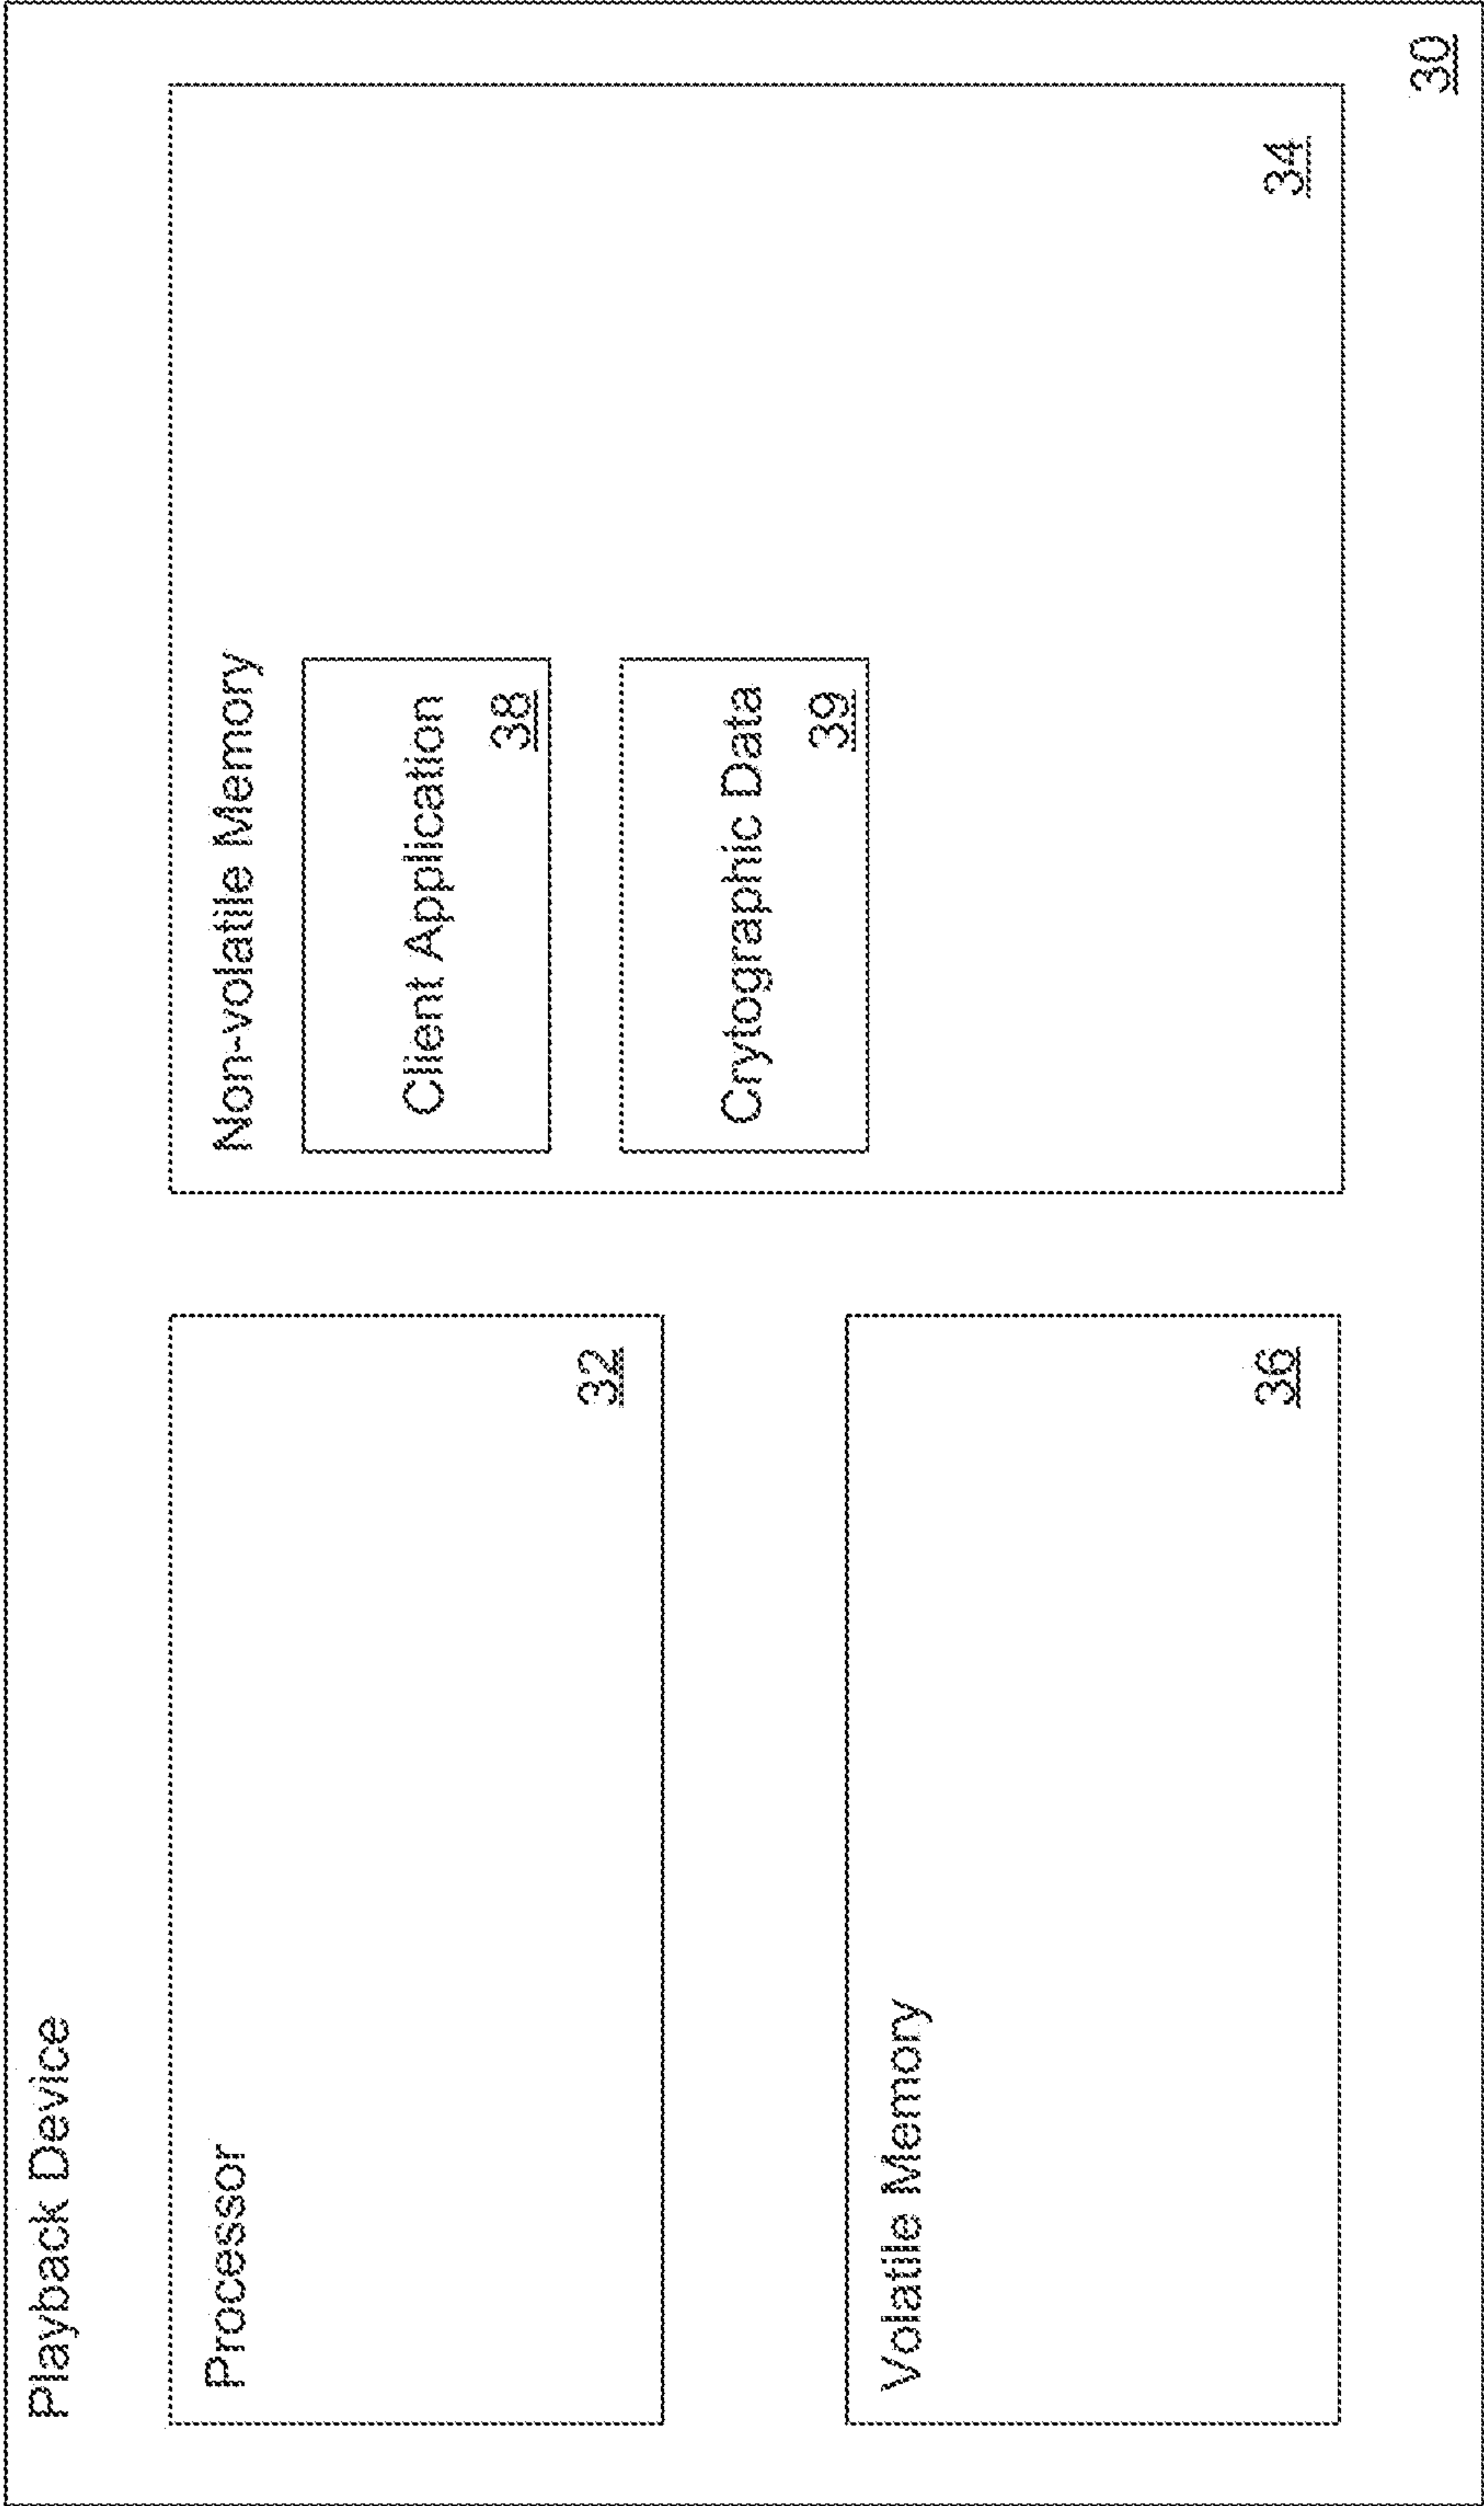 Playback Device
Processor
32
Volatile Memory
36
Non-volatile Memory
Client Application
38
Crytographic Data
39
34
30